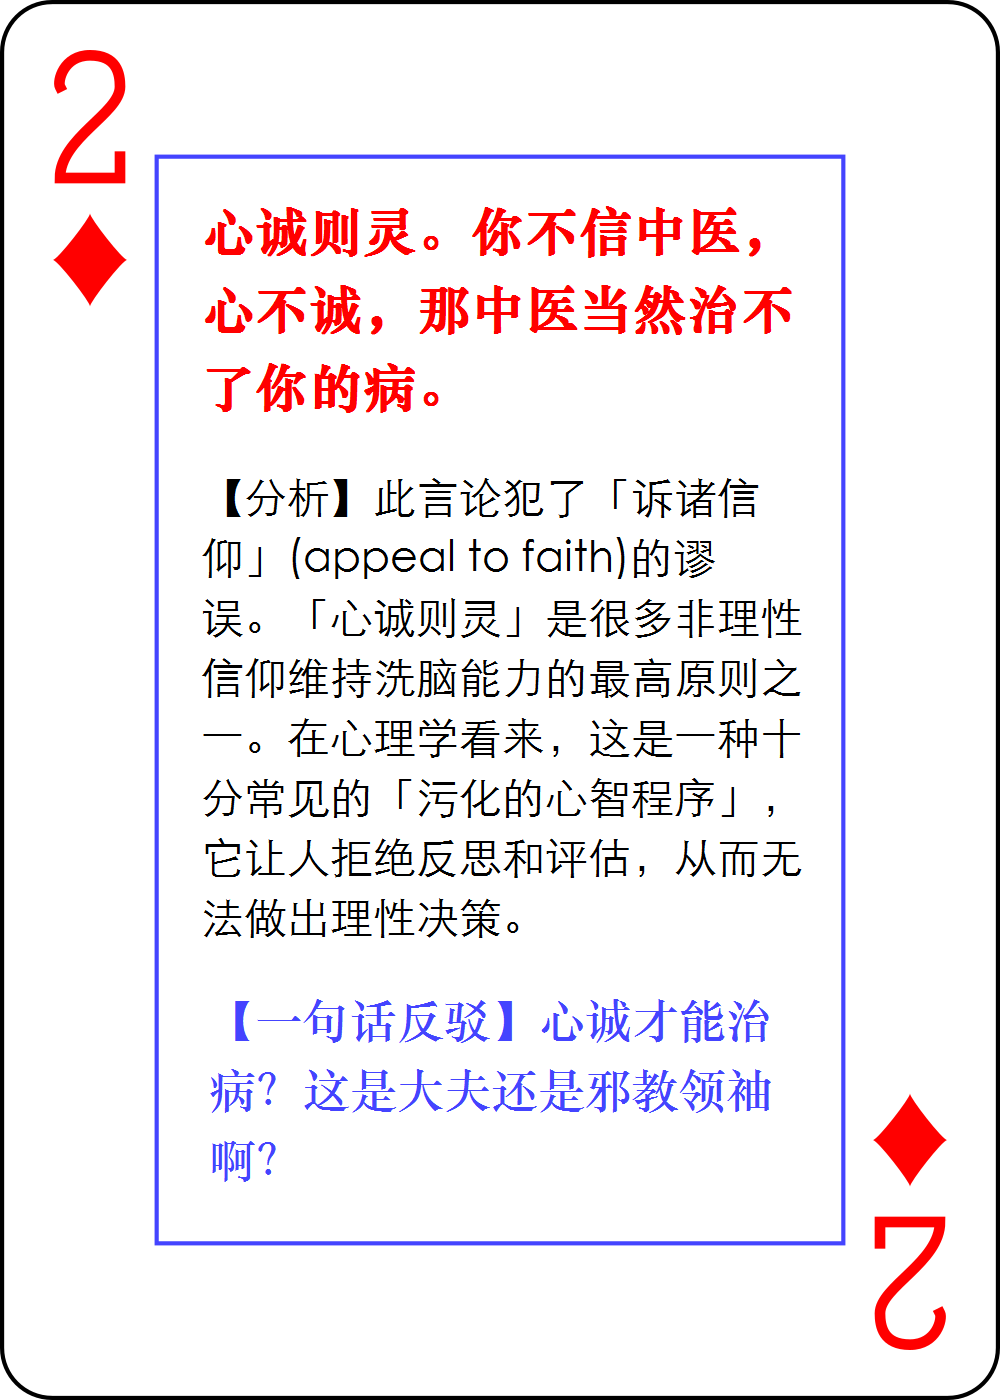 2
心诚则灵。你不信中医，
心不诚，那中医当然治不
了你的病。
【分析】此言论犯了「诉诸信
仰」(appeal to faith)的谬
误。「心诚则灵」是很多非理性
信仰维持洗脑能力的最高原则之
一。在心理学看来，这是一种十
分常见的「污化的心智程序」，
它让人拒绝反思和评估，从而无
法做出理性决策。
【一句话反驳】心诚才能治
病？这是大夫还是邪教领袖
啊？
2